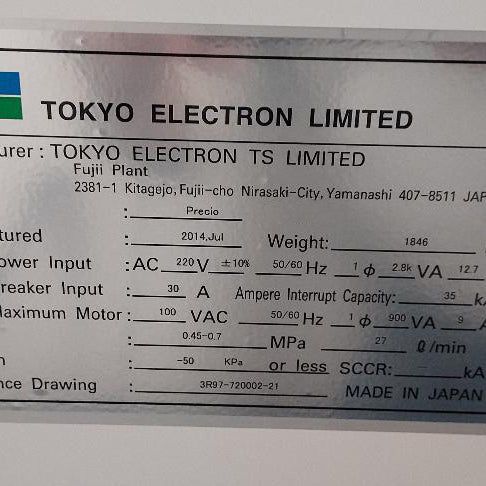 TOKYO ELECTRON LIMITED
urer : TOKYO ELECTRON TS LIMITED
Fujii Plant
2381-1 Kitagejo, Fujii-cho Nirasaki-City, Yamanashi 407-8511 JAP
: Precio
tured : 2014,Jul Weight: 1846
ower Input : AC 220 V ±10% 50/60 Hz 1 ϕ 2.8k VA 12.7
reaker Input : 30 A Ampere Interrupt Capacity: 35 k
aximum Motor : 100 VAC 50/60 Hz 1 ϕ 900 VA 9 A
: 0.45-0.7 MPa 27 ℓ/min
n : -50 KPa or less SCCR: - kA
nce Drawing : 3R97-720002-21 MADE IN JAPAN